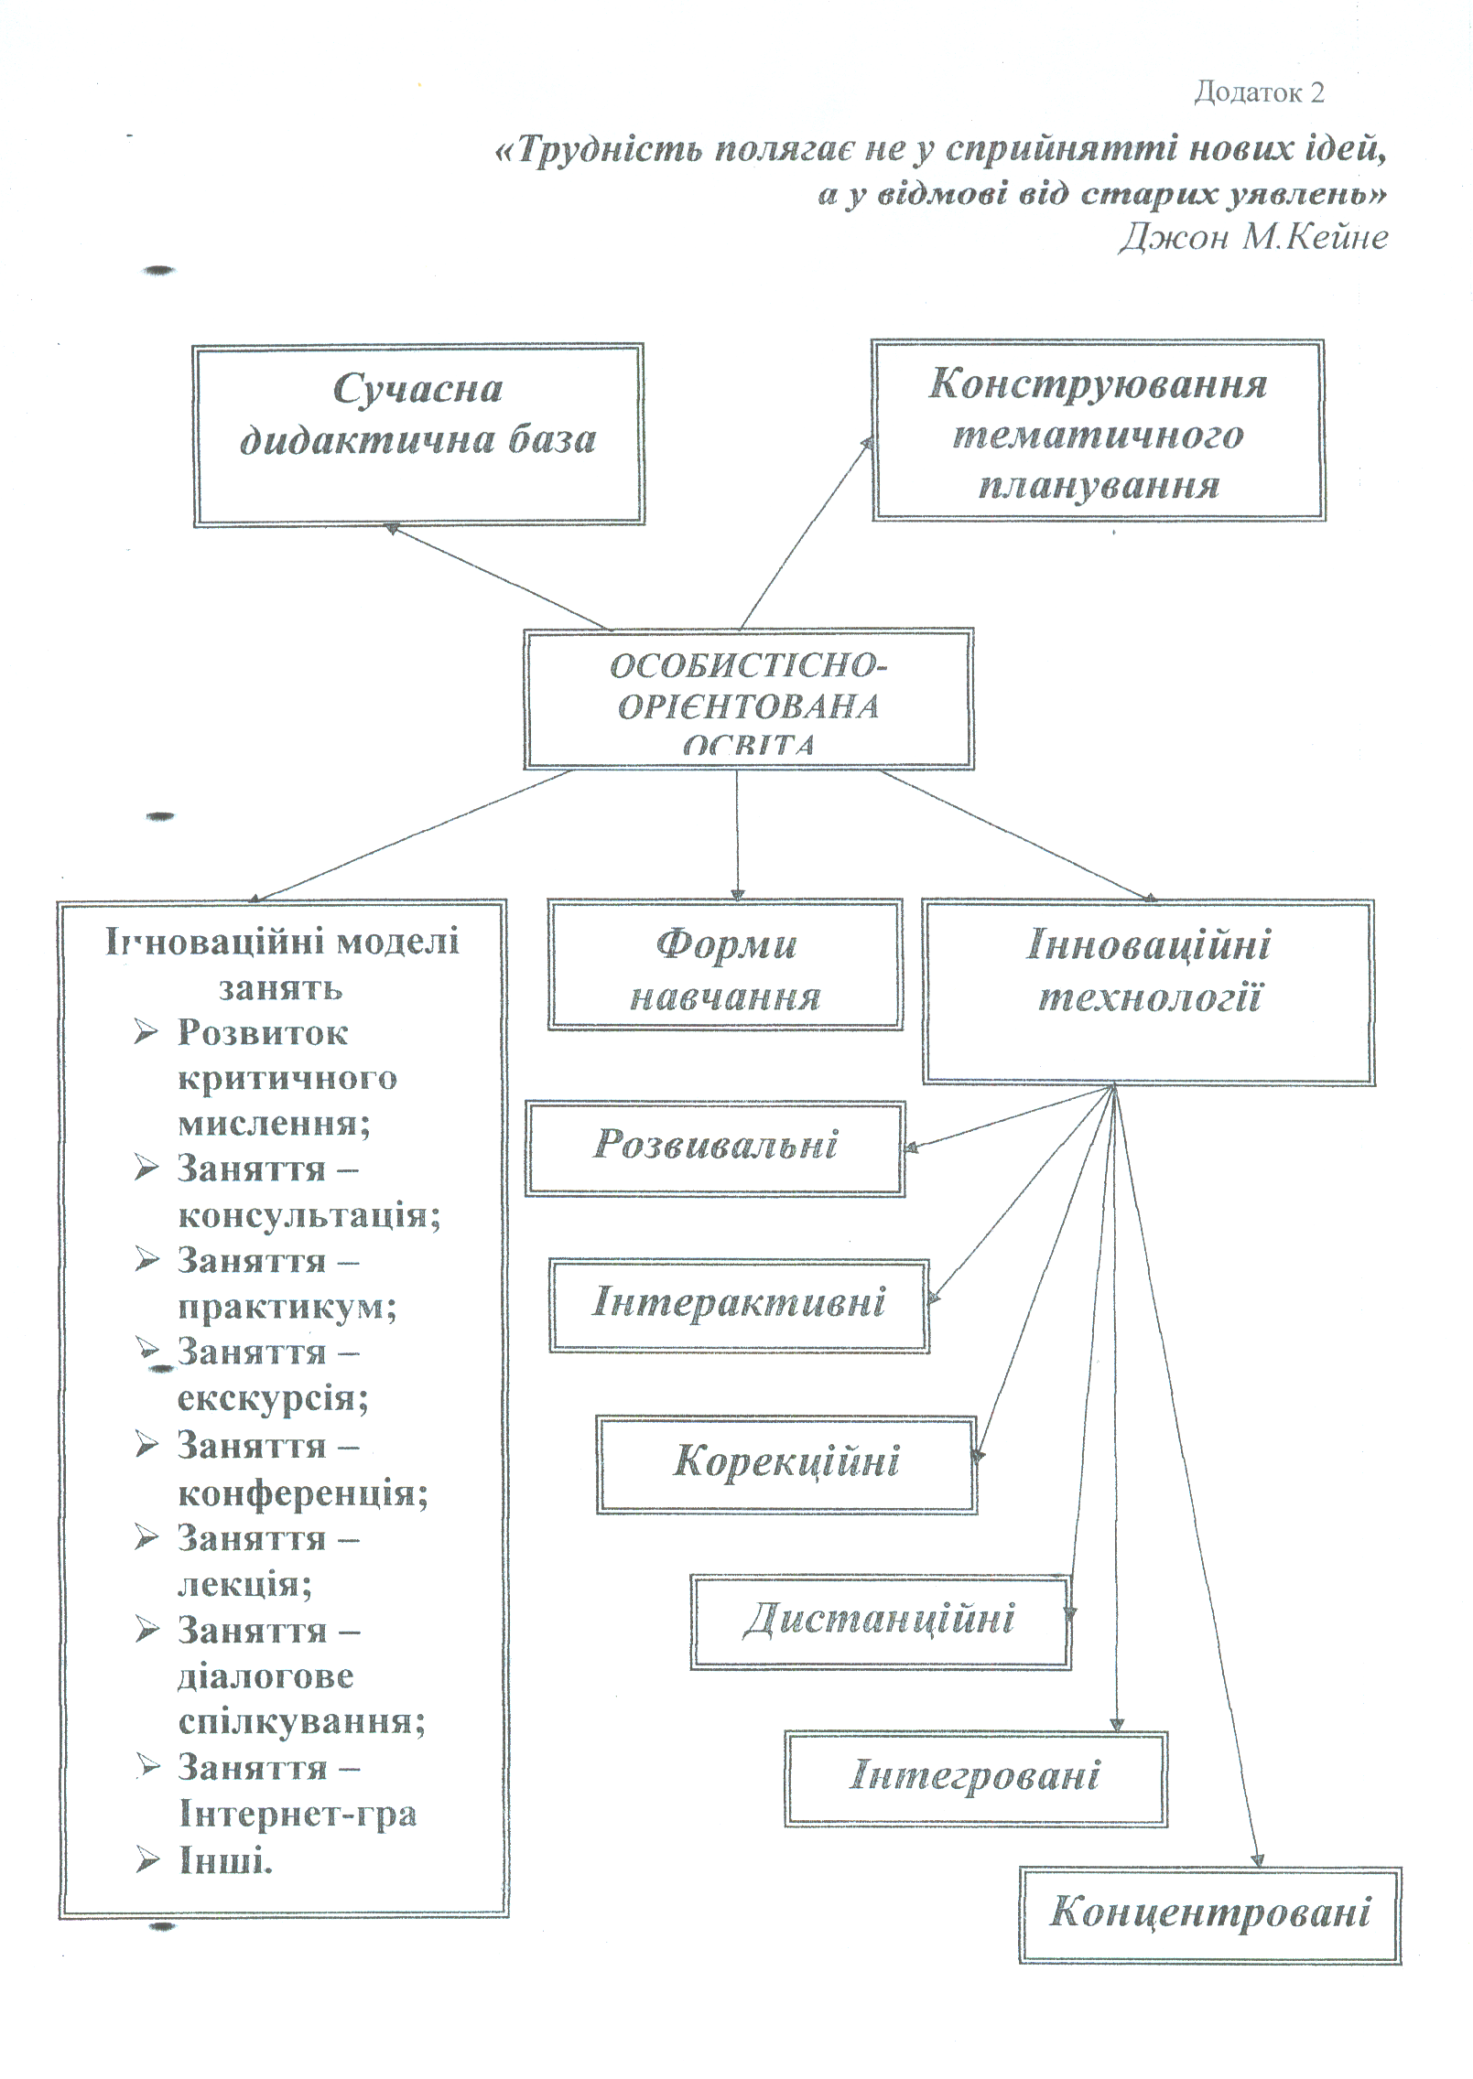 Додаток 2
«Трудність полягає не у сприйнятті нових ідей,
а у відмові від старих уявлень»
Джон М.Кейне
Сучасна
дидактична база
Конструювання
тематичного
планування
ОСОБИСТІСНО-
ОРІЄНТОВАНА
ОСВІТА
Інноваційні моделі
занять
➢ Розвиток
критичного
мислення;
➢ Заняття –
консультація;
➢ Заняття –
практикум;
➢ Заняття –
екскурсія;
➢ Заняття –
конференція;
➢ Заняття –
лекція;
➢ Заняття –
діалогове
спілкування;
➢ Заняття –
Інтернет-гра
➢ Інші.
Форми
навчання
Інноваційні
технології
Розвивальні
Інтерактивні
Корекційні
Дистанційні
Інтегровані
Концентровані